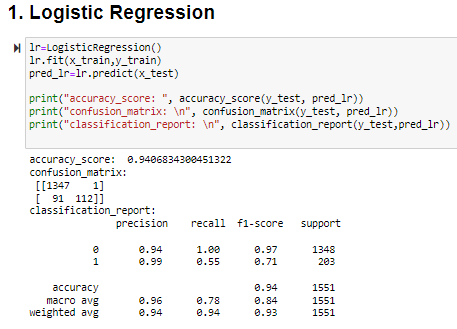 1. Logistic Regression
lr=LogisticRegression()
lr.fit(x_train,y_train)
pred_lr=lr.predict(x_test)
print("accuracy_score: ", accuracy_score(y_test, pred_lr))
print("confusion_matrix: \n", confusion_matrix(y_test, pred_lr))
print("classification_report: \n", classification_report(y_test,pred_lr))
accuracy_score:  0.9406834300451322
confusion_matrix:
 [[1347    1]
 [  91  112]]
classification_report:
               precision    recall  f1-score   support
           0       0.94      1.00      0.97      1348
           1       0.99      0.55      0.71       203
    accuracy                           0.94      1551
   macro avg       0.96      0.78      0.84      1551
weighted avg       0.94      0.94      0.93      1551